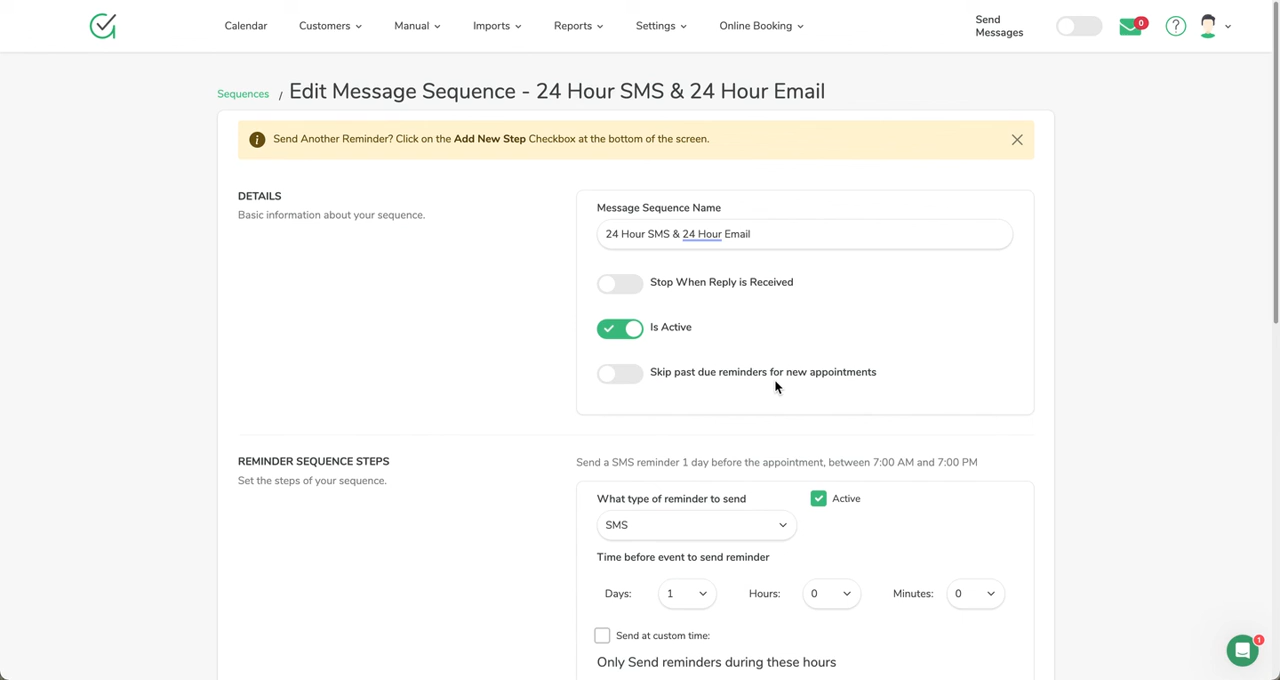 Calendar Customers Manual Imports Reports Settings Online Booking
Send
Messages
0
?
Sequences / Edit Message Sequence - 24 Hour SMS & 24 Hour Email
i Send Another Reminder? Click on the Add New Step Checkbox at the bottom of the screen.
DETAILS
Basic information about your sequence.
Message Sequence Name
24 Hour SMS & 24 Hour Email
Stop When Reply is Received
Is Active
Skip past due reminders for new appointments
REMINDER SEQUENCE STEPS
Set the steps of your sequence.
Send a SMS reminder 1 day before the appointment, between 7:00 AM and 7:00 PM
What type of reminder to send
Active
SMS
Time before event to send reminder
Days: 1 Hours: 0 Minutes: 0
Send at custom time:
Only Send reminders during these hours
1